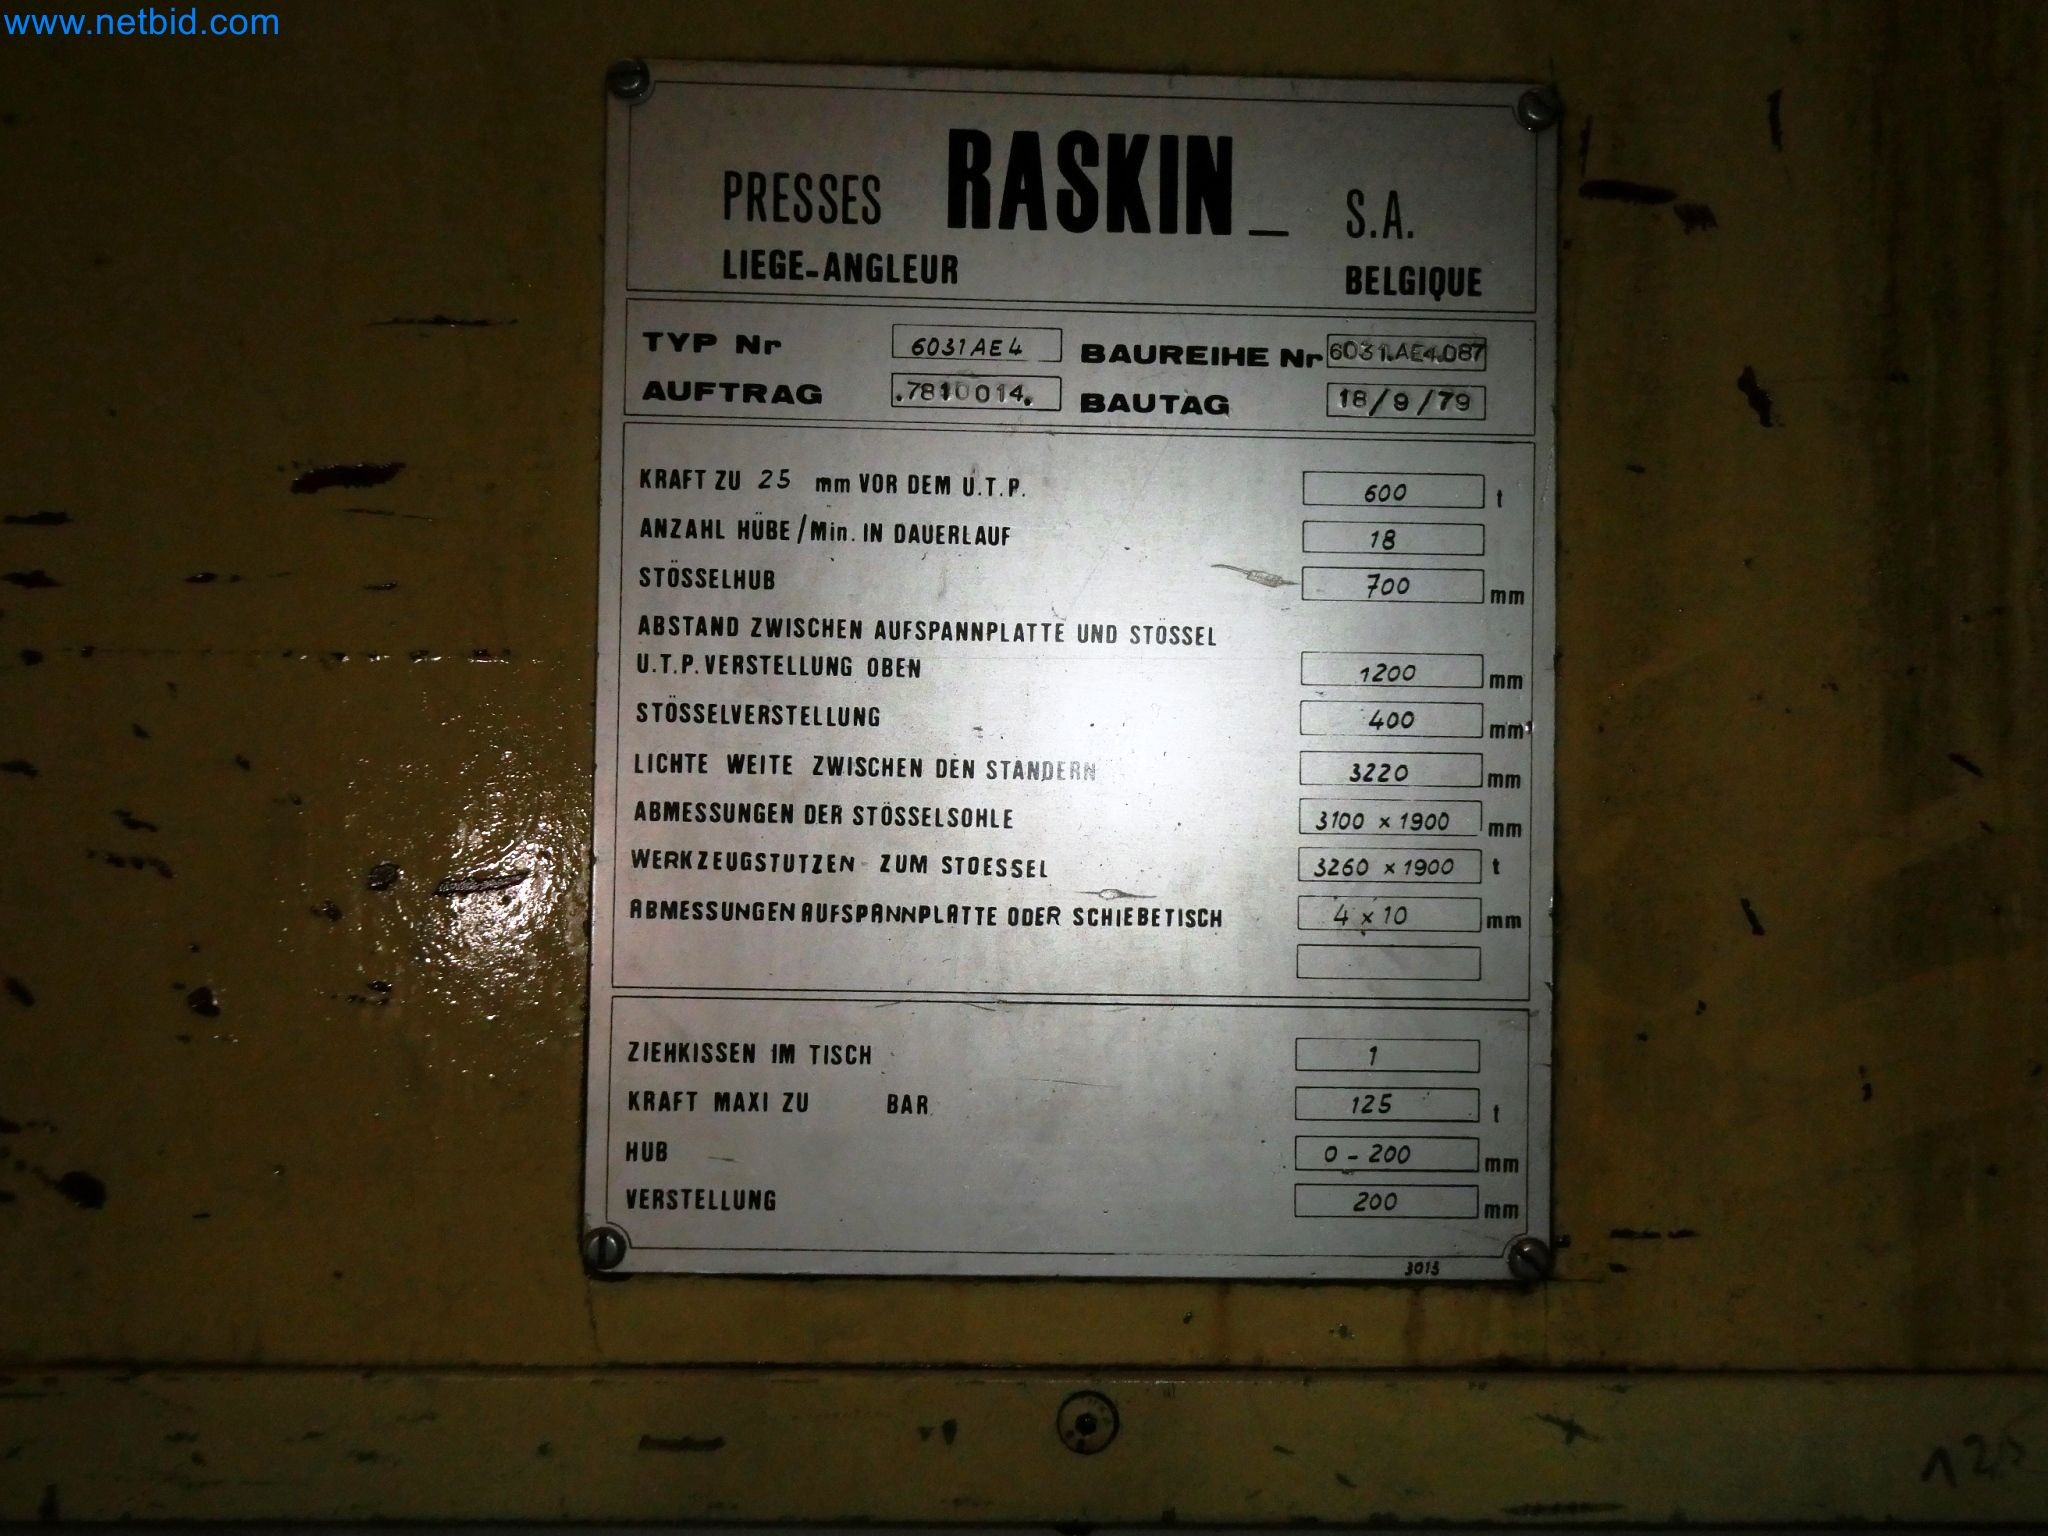 www.netbid.com
PRESSES RASKIN_ S.A.
LIEGE-ANGLEUR BELGIQUE
TYP Nr 6031AE4 BAUREIHE Nr 6031.AE4.087
AUFTRAG .7810014. BAUTAG 18/9/79
KRAFT ZU 25 mm VOR DEM U.T.P. 600 t
ANZAHL HÜBE/Min. IN DAUERLAUF 18
STÖSSELHUB 700 mm
ABSTAND ZWISCHEN AUFSPANNPLATTE UND STÖSSEL
U.T.P. VERSTELLUNG OBEN 1200 mm
STÖSSELVERSTELLUNG 400 mm
LICHTE WEITE ZWISCHEN DEN STANDERN 3220 mm
ABMESSUNGEN DER STÖSSELSOHLE 3100 x 1900 mm
WERKZEUGSTUTZEN ZUM STOESSEL 3260 x 1900 t
ABMESSUNGEN AUFSPANNPLATTE ODER SCHIEBETISCH 4 x 10 mm
ZIEHKISSEN IM TISCH 1
KRAFT MAXI ZU BAR 125 t
HUB 0 - 200 mm
VERSTELLUNG 200 mm
3015